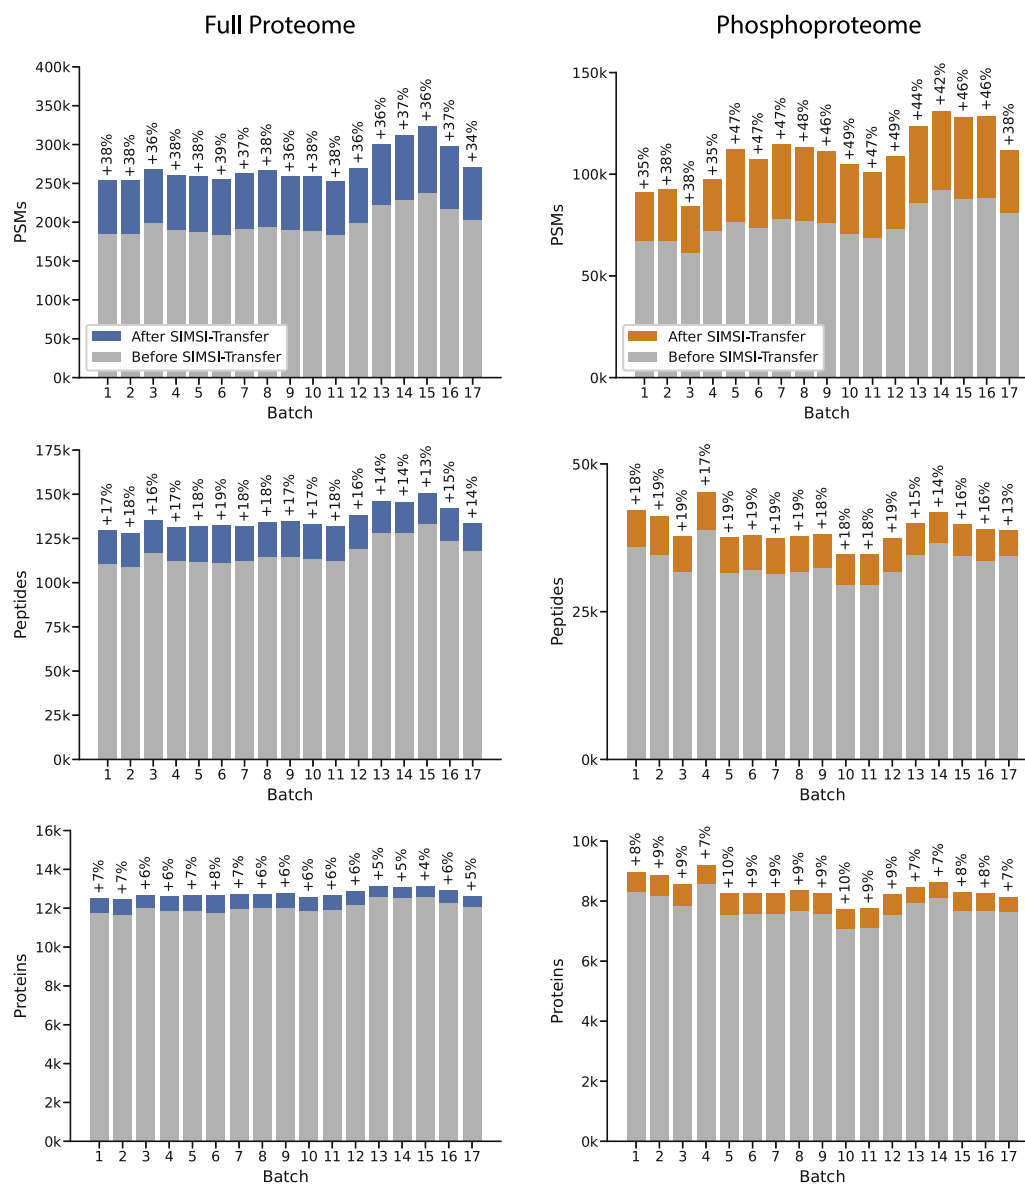 Full Proteome
Phosphoproteome
400k
350k
300k
250k
200k
150k
100k
50k
0k
PSMs
+38%
+38%
+36%
+38%
+38%
+39%
+37%
+38%
+36%
+38%
+38%
+36%
+36%
+37%
+36%
+37%
+34%
After SIMSI-Transfer
Before SIMSI-Transfer
1 2 3 4 5 6 7 8 9 10 11 12 13 14 15 16 17
Batch
150k
100k
50k
0k
PSMs
+35%
+38%
+38%
+35%
+47%
+47%
+47%
+48%
+46%
+49%
+47%
+49%
+44%
+42%
+46%
+46%
+38%
After SIMSI-Transfer
Before SIMSI-Transfer
1 2 3 4 5 6 7 8 9 10 11 12 13 14 15 16 17
Batch
175k
150k
125k
100k
75k
50k
25k
0k
Peptides
+17%
+18%
+16%
+17%
+18%
+19%
+18%
+18%
+17%
+17%
+18%
+16%
+14%
+14%
+13%
+15%
+14%
1 2 3 4 5 6 7 8 9 10 11 12 13 14 15 16 17
Batch
50k
25k
0k
Peptides
+18%
+19%
+19%
+17%
+19%
+19%
+19%
+19%
+18%
+18%
+18%
+19%
+15%
+14%
+16%
+16%
+13%
1 2 3 4 5 6 7 8 9 10 11 12 13 14 15 16 17
Batch
16k
14k
12k
10k
8k
6k
4k
2k
0k
Proteins
+7%
+7%
+6%
+6%
+7%
+8%
+7%
+6%
+6%
+6%
+6%
+6%
+5%
+5%
+4%
+6%
+5%
1 2 3 4 5 6 7 8 9 10 11 12 13 14 15 16 17
Batch
10k
8k
6k
4k
2k
0k
Proteins
+8%
+9%
+9%
+7%
+10%
+9%
+9%
+9%
+9%
+10%
+9%
+9%
+7%
+7%
+8%
+8%
+7%
1 2 3 4 5 6 7 8 9 10 11 12 13 14 15 16 17
Batch